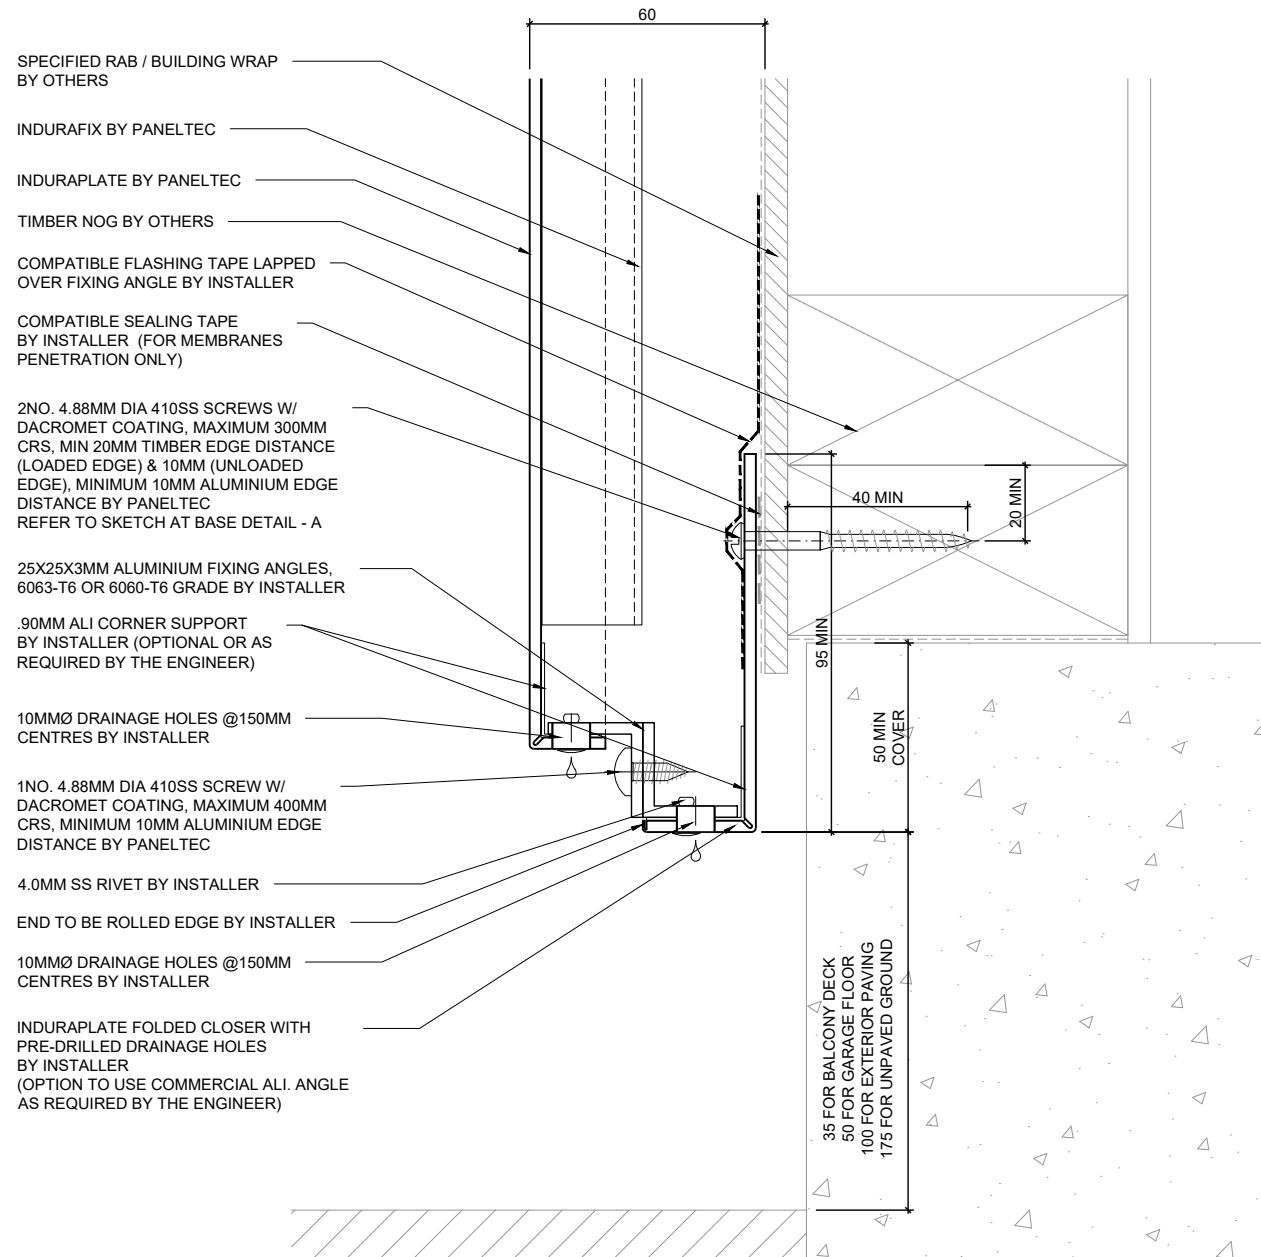 60
SPECIFIED RAB / BUILDING WRAP
BY OTHERS
INDURAFIX BY PANELTEC
INDURAPLATE BY PANELTEC
TIMBER NOG BY OTHERS
COMPATIBLE FLASHING TAPE LAPPED
OVER FIXING ANGLE BY INSTALLER
COMPATIBLE SEALING TAPE
BY INSTALLER (FOR MEMBRANES
PENETRATION ONLY)
2NO. 4.88MM DIA 410SS SCREWS W/
DACROMET COATING, MAXIMUM 300MM
CRS, MIN 20MM TIMBER EDGE DISTANCE
(LOADED EDGE) & 10MM (UNLOADED
EDGE), MINIMUM 10MM ALUMINIUM EDGE
DISTANCE BY PANELTEC
REFER TO SKETCH AT BASE DETAIL - A
25X25X3MM ALUMINIUM FIXING ANGLES,
6063-T6 OR 6060-T6 GRADE BY INSTALLER
.90MM ALI CORNER SUPPORT
BY INSTALLER (OPTIONAL OR AS
REQUIRED BY THE ENGINEER)
10MMØ DRAINAGE HOLES @150MM
CENTRES BY INSTALLER
1NO. 4.88MM DIA 410SS SCREW W/
DACROMET COATING, MAXIMUM 400MM
CRS, MINIMUM 10MM ALUMINIUM EDGE
DISTANCE BY PANELTEC
4.0MM SS RIVET BY INSTALLER
END TO BE ROLLED EDGE BY INSTALLER
10MMØ DRAINAGE HOLES @150MM
CENTRES BY INSTALLER
INDURAPLATE FOLDED CLOSER WITH
PRE-DRILLED DRAINAGE HOLES
BY INSTALLER
(OPTION TO USE COMMERCIAL ALI. ANGLE
AS REQUIRED BY THE ENGINEER)
40 MIN
20 MIN
95 MIN
50 MIN
COVER
35 FOR BALCONY DECK
50 FOR GARAGE FLOOR
100 FOR EXTERIOR PAVING
175 FOR UNPAVED GROUND